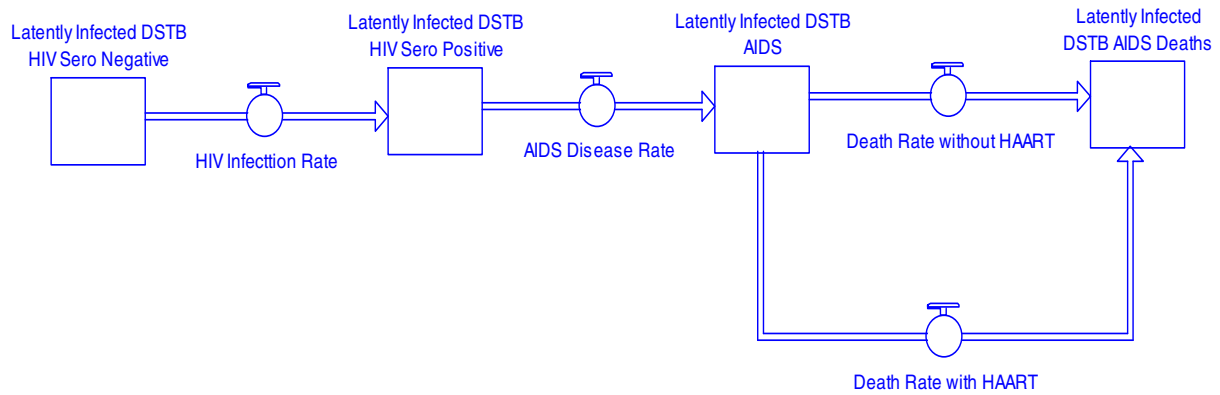 Latently Infected DSTB
HIV Sero Negative
Latently Infected DSTB
HIV Sero Positive
Latently Infected DSTB
AIDS
Latently Infected
DSTB AIDS Deaths
HIV Infecttion Rate
AIDS Disease Rate
Death Rate without HAART
Death Rate with HAART